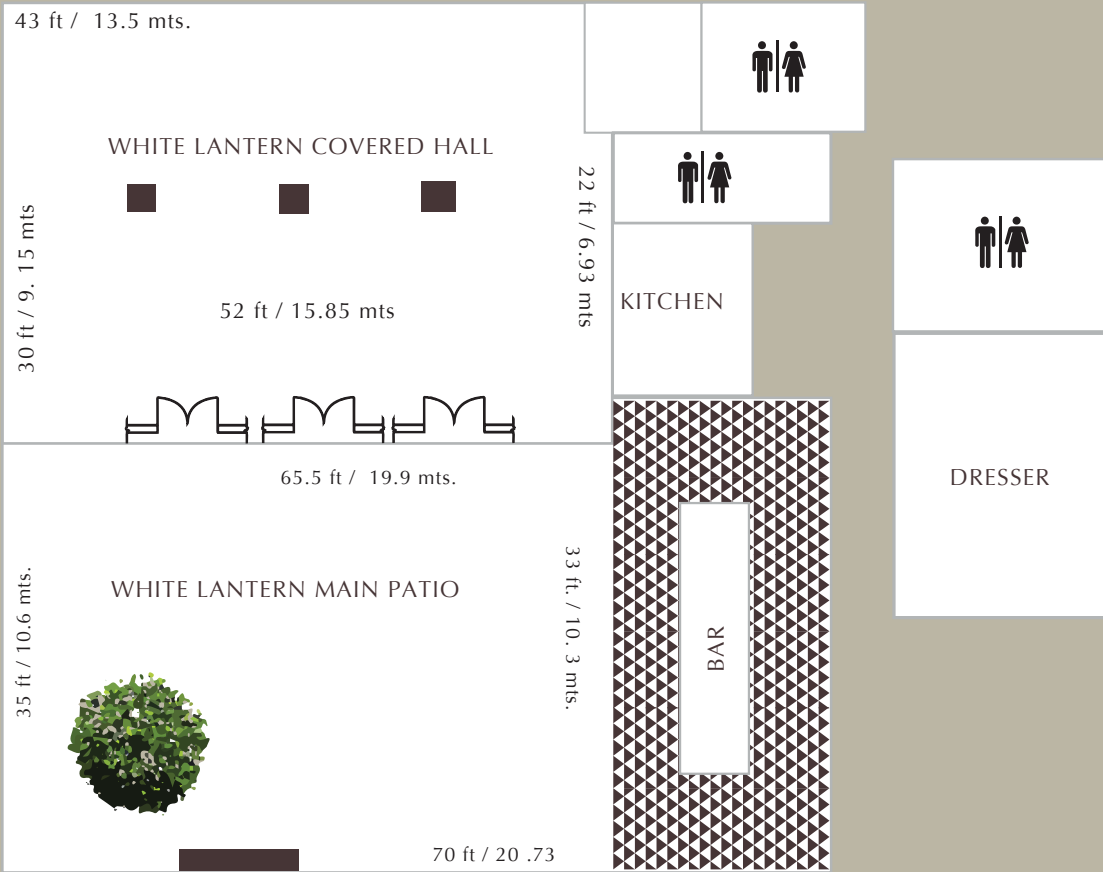 43 ft /  13.5 mts.
WHITE LANTERN COVERED HALL
30 ft / 9. 15 mts
22 ft / 6.93 mts
52 ft / 15.85 mts
KITCHEN
65.5 ft /  19.9 mts.
DRESSER
WHITE LANTERN MAIN PATIO
35 ft / 10.6 mts.
33 ft. / 10. 3 mts.
BAR
70 ft / 20 .73